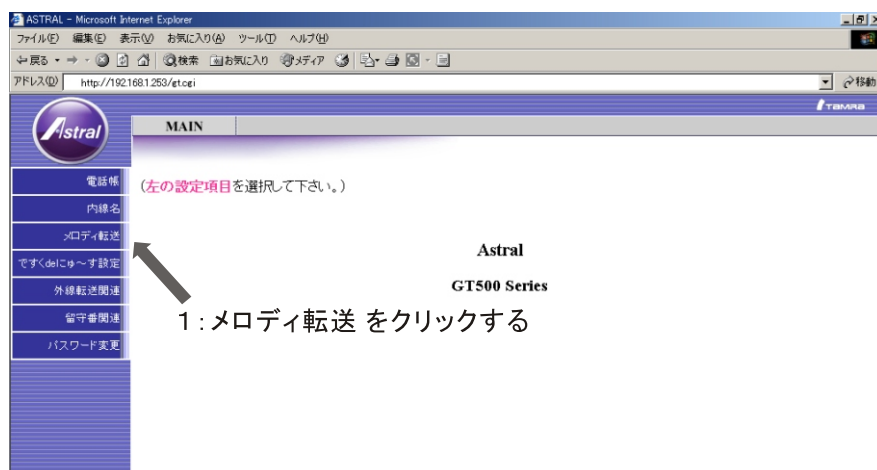 ASTRAL - Microsoft Internet Explorer
ファイル(F) 編集(E) 表示(V) お気に入り(A) ツール(T) ヘルプ(H)
戻る 検索 お気に入り メディア
アドレス(D) http://192.168.1.253/gt.cgi 移動
TAMRA
Astral
MAIN
電話帳
(左の設定項目を選択して下さい。)
内線名
メロディ転送
ですくdeにゅ～す設定
外線転送関連
留守番関連
パスワード変更
Astral
GT500 Series
1:メロディ転送 をクリックする